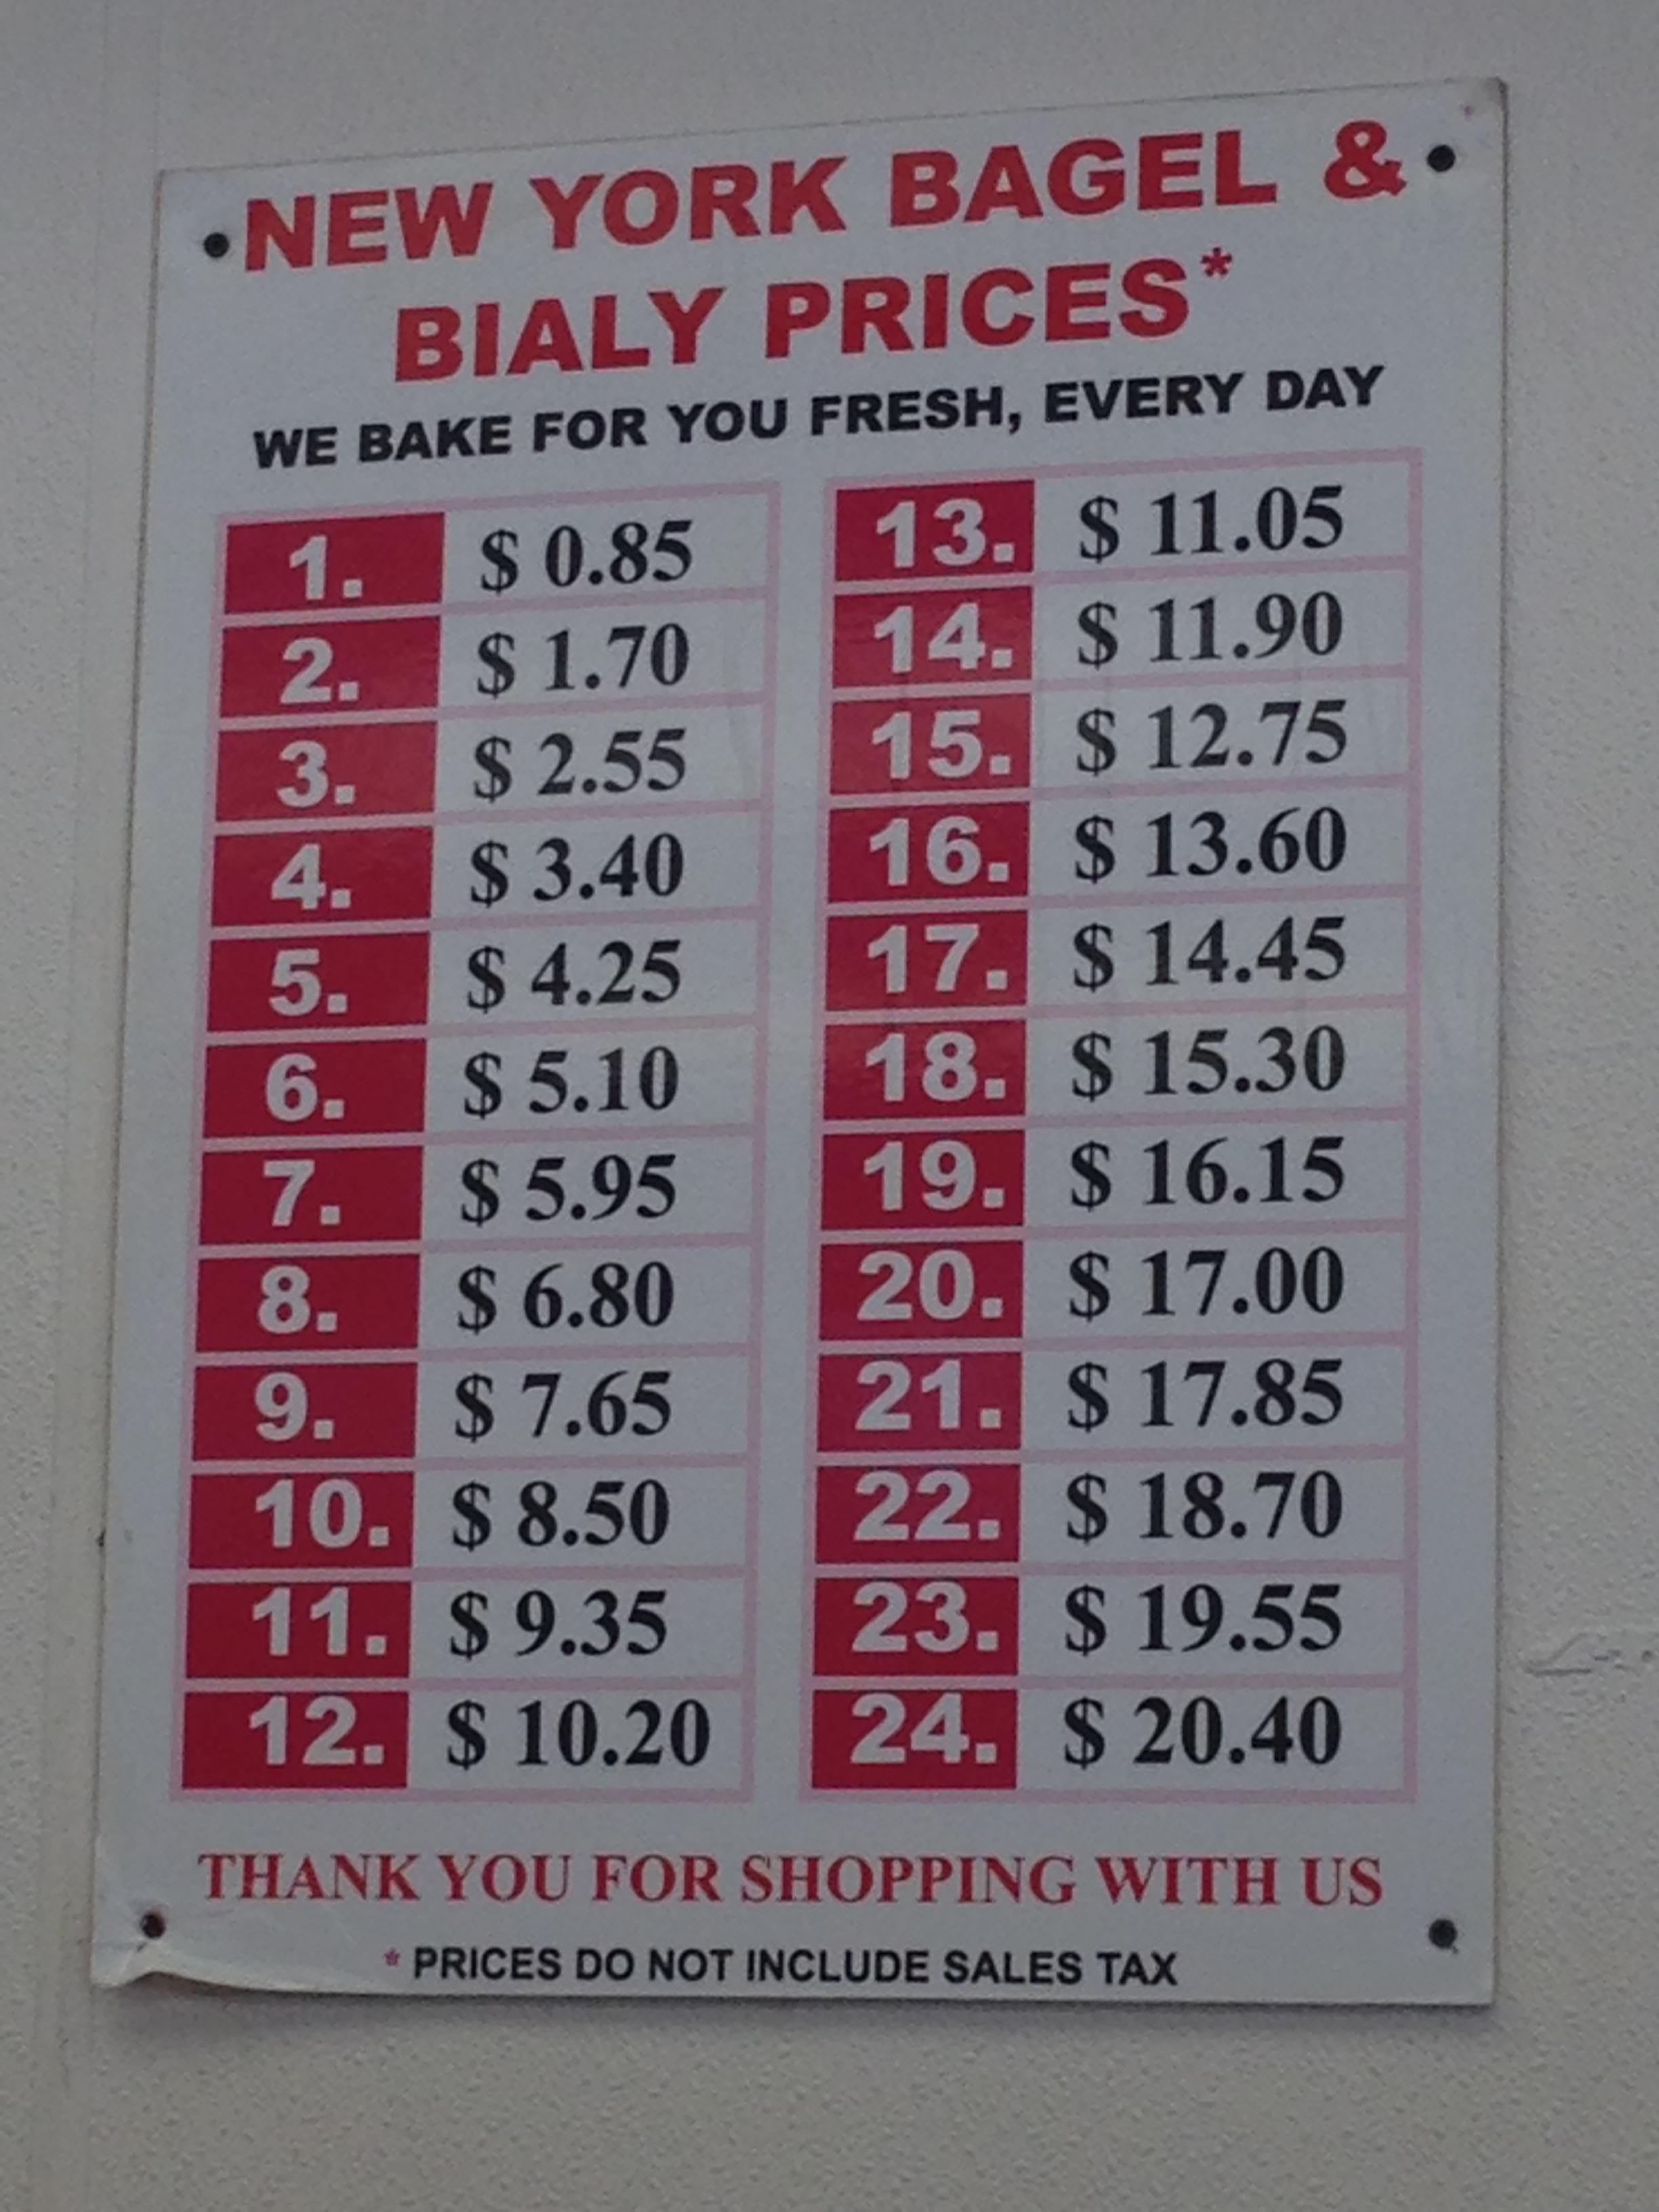 NEW YORK BAGEL &
BIALY PRICES*
WE BAKE FOR YOU FRESH, EVERY DAY
1. $ 0.85
2. $ 1.70
3. $ 2.55
4. $ 3.40
5. $ 4.25
6. $ 5.10
7. $ 5.95
8. $ 6.80
9. $ 7.65
10. $ 8.50
11. $ 9.35
12. $ 10.20
13. $ 11.05
14. $ 11.90
15. $ 12.75
16. $ 13.60
17. $ 14.45
18. $ 15.30
19. $ 16.15
20. $ 17.00
21. $ 17.85
22. $ 18.70
23. $ 19.55
24. $ 20.40
THANK YOU FOR SHOPPING WITH US
* PRICES DO NOT INCLUDE SALES TAX